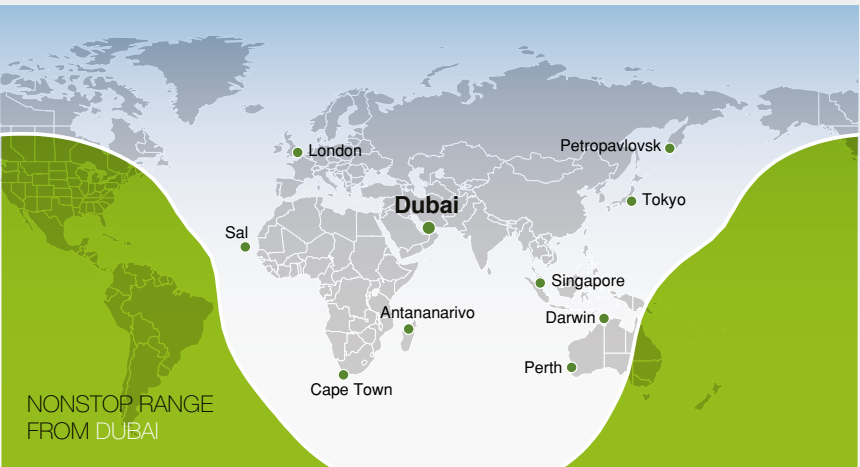 London
Petropavlovsk
Dubai
Tokyo
Sal
Singapore
Antananarivo
Darwin
Perth
Cape Town
NONSTOP RANGE
FROM DUBAI